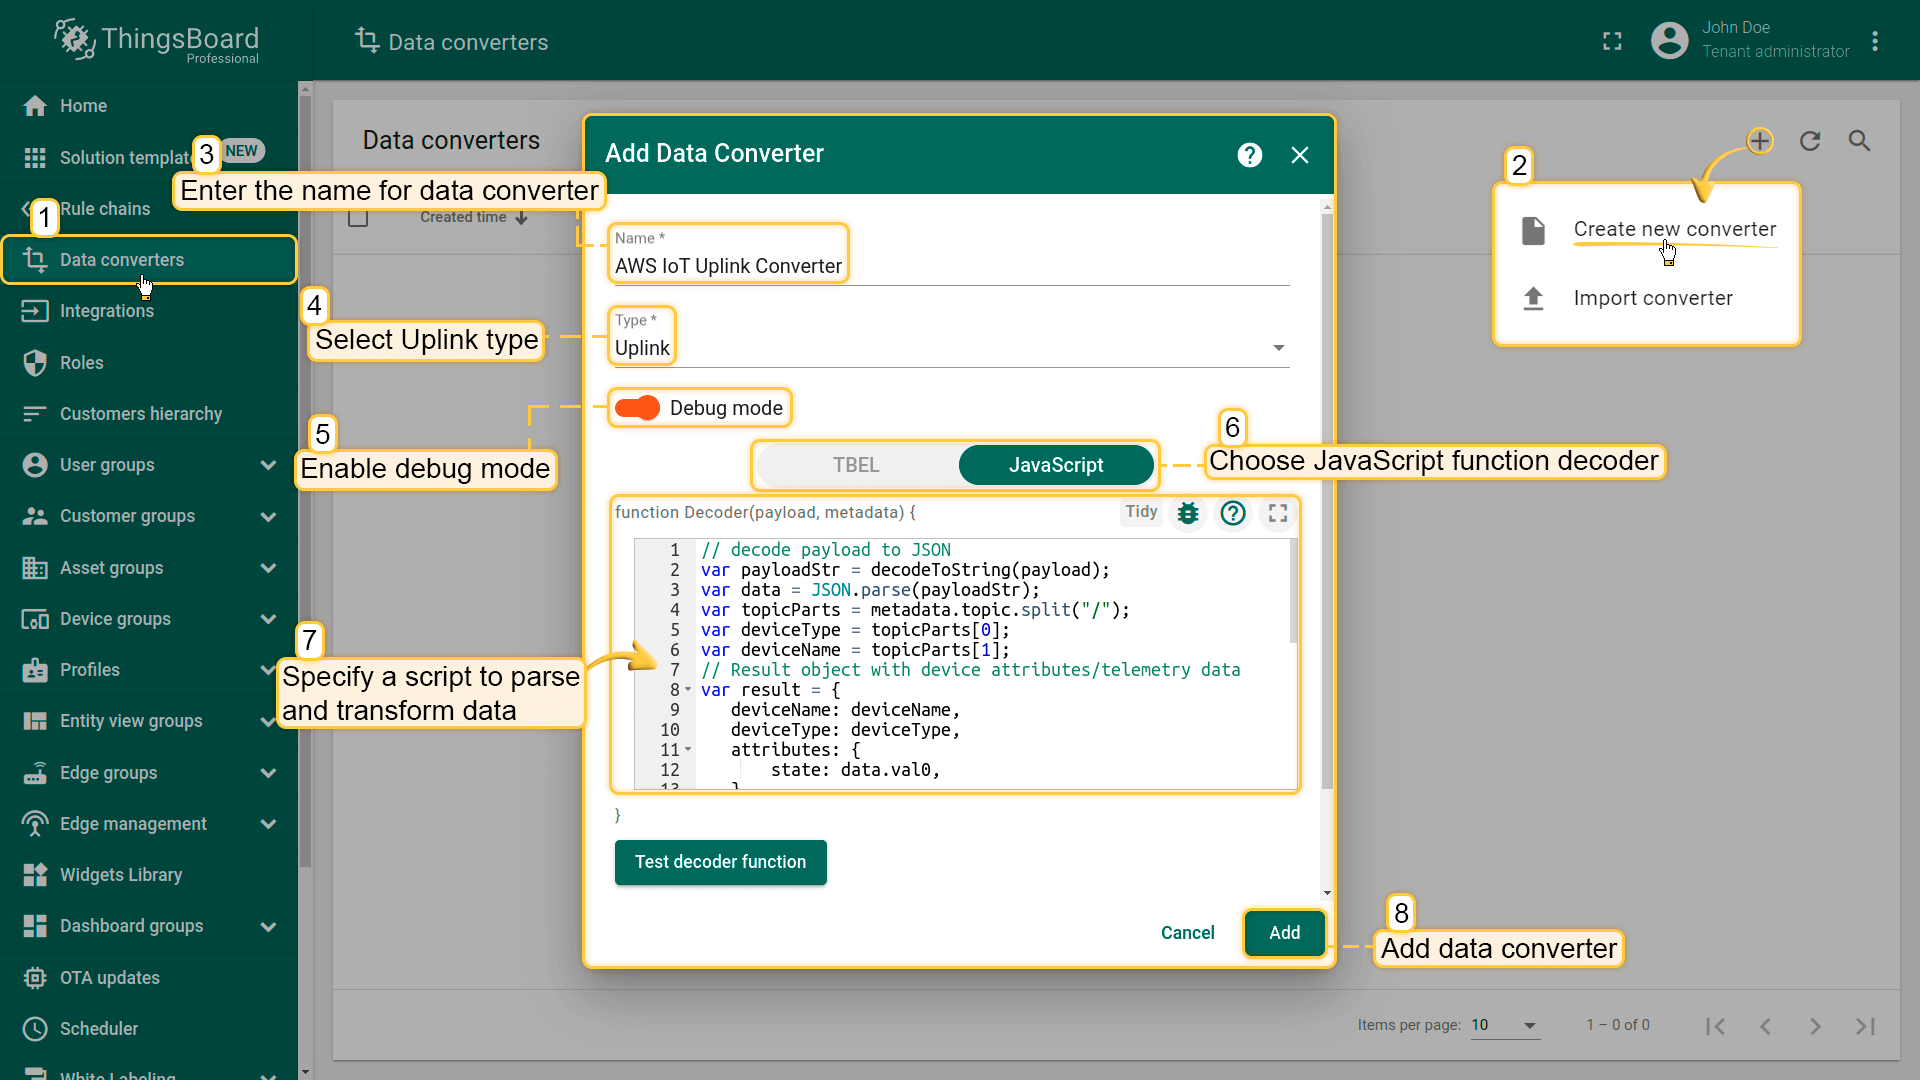 ThingsBoard
Professional
Data converters
John Doe
Tenant administrator
Home
Solution templat
NEW
Rule chains
Data converters
Integrations
Roles
Customers hierarchy
User groups
Customer groups
Asset groups
Device groups
Profiles
Entity view groups
Edge groups
Edge management
Widgets Library
Dashboard groups
OTA updates
Scheduler
White Labeling
1
3
Enter the name for data converter
4
Select Uplink type
5
Enable debug mode
7
Specify a script to parse
and transform data
Data converters
Created time
Add Data Converter
Name *
AWS IoT Uplink Converter
Type *
Uplink
Debug mode
TBEL
JavaScript
function Decoder(payload, metadata) {
Tidy
1 // decode payload to JSON
2 var payloadStr = decodeToString(payload);
3 var data = JSON.parse(payloadStr);
4 var topicParts = metadata.topic.split("/");
5 var deviceType = topicParts[0];
6 var deviceName = topicParts[1];
7 // Result object with device attributes/telemetry data
8 var result = {
9 deviceName: deviceName,
10 deviceType: deviceType,
11 attributes: {
12 state: data.val0,
13 }
}
Test decoder function
Cancel
Add
2
Create new converter
Import converter
6
Choose JavaScript function decoder
8
Add data converter
Items per page: 10
1 – 0 of 0